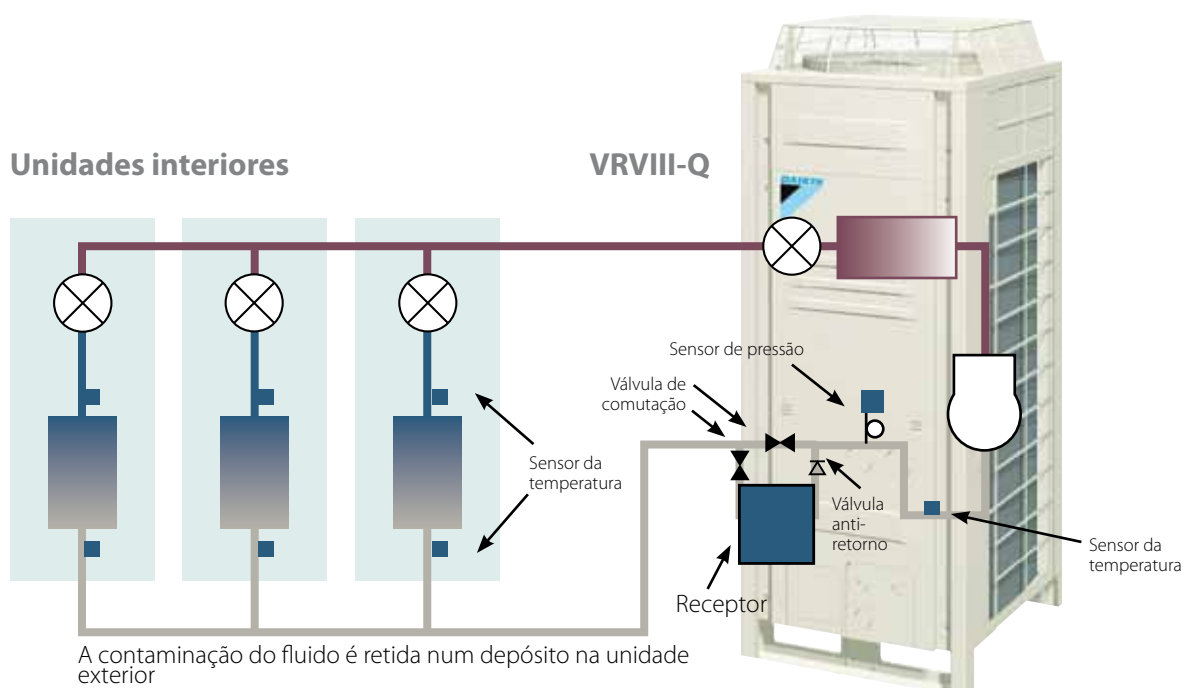 Unidades interiores
VRVIII-Q
DAIKIN
Sensor de pressão
Válvula de
comutação
Sensor da
temperatura
Válvula
anti-
retorno
Sensor da
temperatura
Receptor
A contaminação do fluido é retida num depósito na unidade
exterior